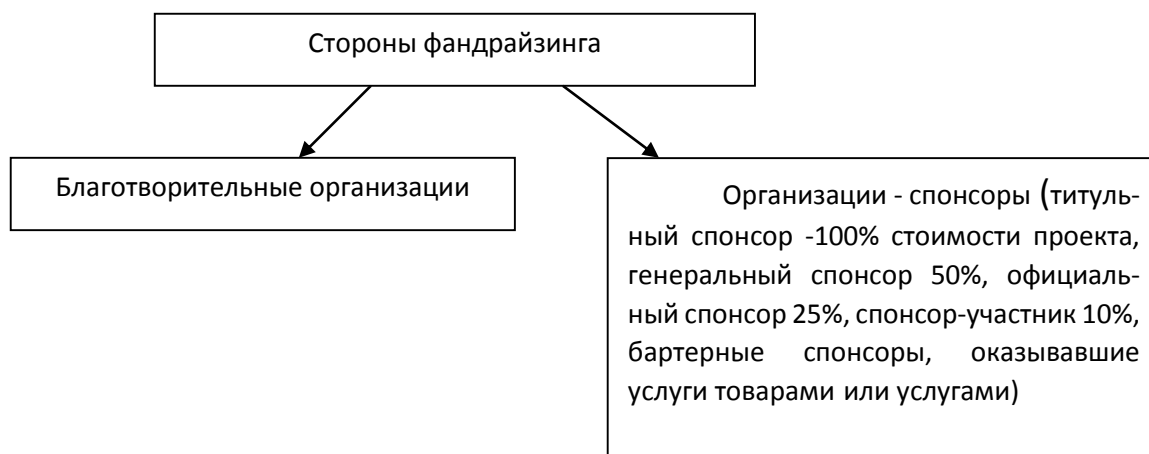 Стороны фандрайзинга
Благотворительные организации
Организации - спонсоры (титуль-
ный спонсор -100% стоимости проекта,
генеральный спонсор 50%, официаль-
ный спонсор 25%, спонсор-участник 10%,
бартерные спонсоры, оказывавшие
услуги товарами или услугами)